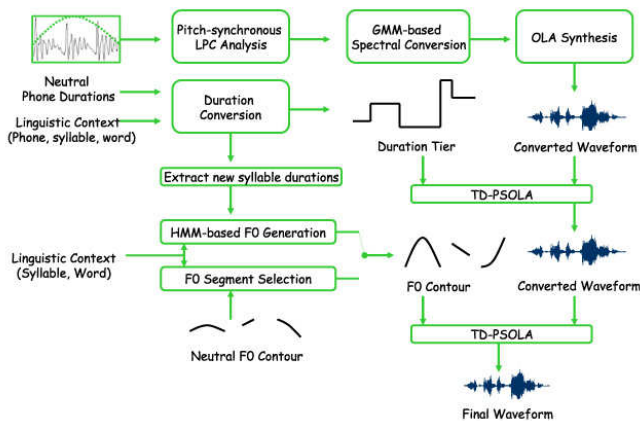 Pitch-synchronous
LPC Analysis
GMM-based
Spectral Conversion
OLA Synthesis
Neutral
Phone Durations
Linguistic Context
(Phone, syllable, word)
Duration
Conversion
Duration Tier
Converted Waveform
Extract new syllable durations
TD-PSOLA
HMM-based F0 Generation
Linguistic Context
(Syllable, Word)
F0 Segment Selection
F0 Contour
Converted Waveform
Neutral F0 Contour
TD-PSOLA
Final Waveform